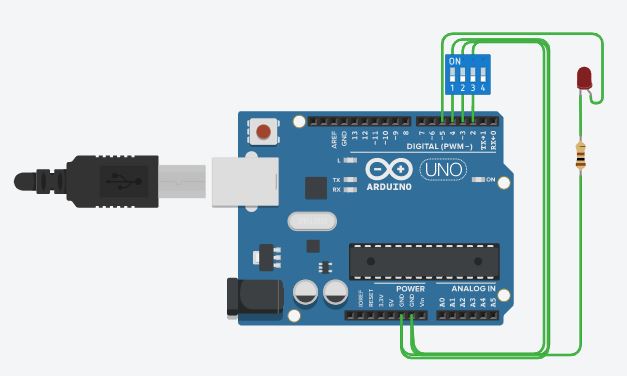 ON
1 2 3 4
AREF
GND
13
12
~11
~10
~9
8
7
~6
~5
4
~3
2
TX→1
RX←0
DIGITAL (PWM~)
L
TX
RX
ARDUINO
UNO
ON
POWER
ANALOG IN
IOREF
RESET
3.3V
5V
GND
GND
Vin
A0
A1
A2
A3
A4
A5